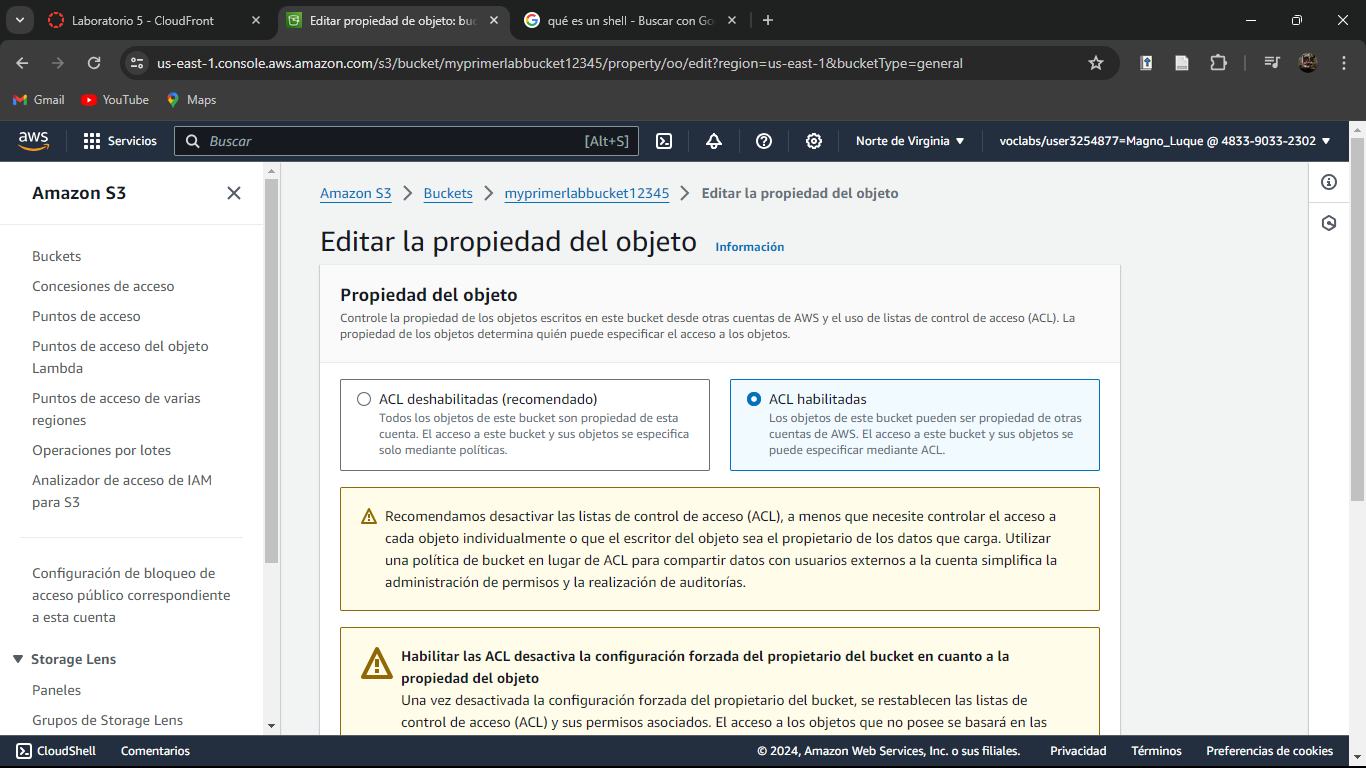 Laboratorio 5 - CloudFront
Editar propiedad de objeto: buc
qué es un shell - Buscar con Go
us-east-1.console.aws.amazon.com/s3/bucket/myprimerlabbucket12345/property/oo/edit?region=us-east-1&bucketType=general
Gmail YouTube Maps
aws Servicios Buscar [Alt+S] Norte de Virginia voclabs/user3254877=Magno_Luque @ 4833-9033-2302
Amazon S3
Buckets
Concesiones de acceso
Puntos de acceso
Puntos de acceso del objeto
Lambda
Puntos de acceso de varias
regiones
Operaciones por lotes
Analizador de acceso de IAM
para S3
Configuración de bloqueo de
acceso público correspondiente
a esta cuenta
Storage Lens
Paneles
Grupos de Storage Lens
Amazon S3 Buckets myprimerlabbucket12345 Editar la propiedad del objeto
Editar la propiedad del objeto Información
Propiedad del objeto
Controle la propiedad de los objetos escritos en este bucket desde otras cuentas de AWS y el uso de listas de control de acceso (ACL). La
propiedad de los objetos determina quién puede especificar el acceso a los objetos.
ACL deshabilitadas (recomendado)
Todos los objetos de este bucket son propiedad de esta
cuenta. El acceso a este bucket y sus objetos se especifica
solo mediante políticas.
ACL habilitadas
Los objetos de este bucket pueden ser propiedad de otras
cuentas de AWS. El acceso a este bucket y sus objetos se
puede especificar mediante ACL.
Recomendamos desactivar las listas de control de acceso (ACL), a menos que necesite controlar el acceso a
cada objeto individualmente o que el escritor del objeto sea el propietario de los datos que carga. Utilizar
una política de bucket en lugar de ACL para compartir datos con usuarios externos a la cuenta simplifica la
administración de permisos y la realización de auditorías.
Habilitar las ACL desactiva la configuración forzada del propietario del bucket en cuanto a la
propiedad del objeto
Una vez desactivada la configuración forzada del propietario del bucket, se restablecen las listas de
control de acceso (ACL) y sus permisos asociados. El acceso a los objetos que no posee se basará en las
CloudShell Comentarios © 2024, Amazon Web Services, Inc. o sus filiales. Privacidad Términos Preferencias de cookies